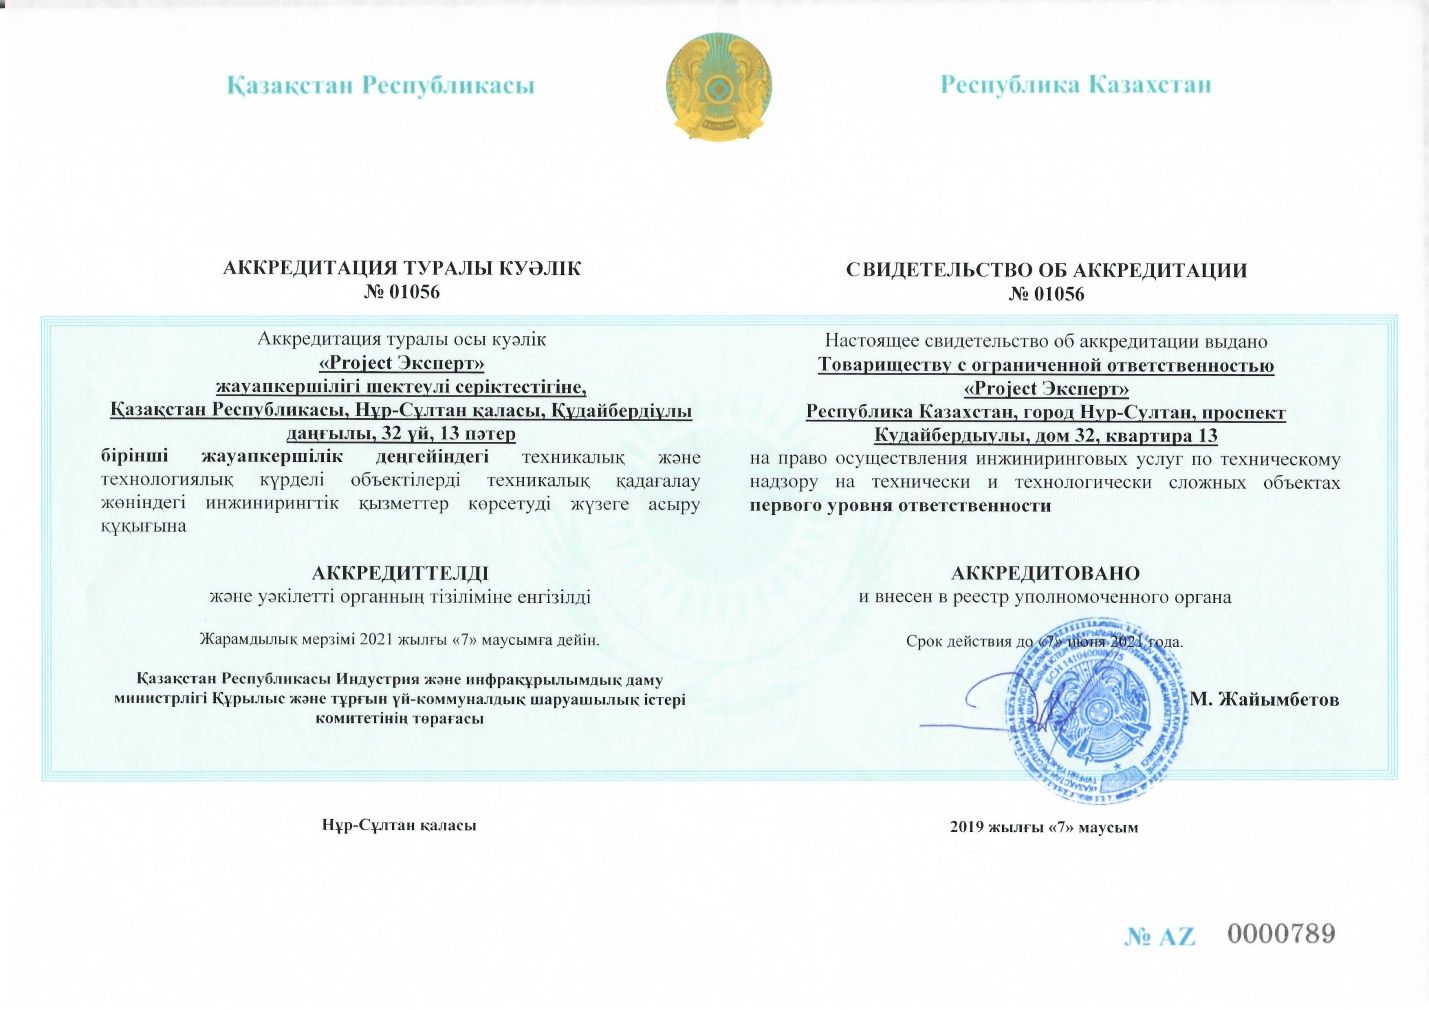 Қазақстан Республикасы
Республика Казахстан
АККРЕДИТАЦИЯ ТУРАЛЫ КУӘЛІК
№ 01056
Аккредитация туралы осы куәлік
«Project Эксперт»
жауапкершілігі шектеулі серіктестігіне,
Қазақстан Республикасы, Нұр-Сұлтан қаласы, Құдайбердіұлы
даңғылы, 32 үй, 13 пәтер
бірінші жауапкершілік деңгейіндегі техникалық және
технологиялық күрделі объектілерді техникалық қадағалау
жөніндегі инжинирингтік қызметтер көрсетуді жүзеге асыру
құқығына
АККРЕДИТТЕЛДІ
және уәкілетті органның тізіліміне енгізілді
Жарамдылық мерзімі 2021 жылғы «7» маусымға дейін.
Қазақстан Республикасы Индустрия және инфрақұрылымдық даму
министрлігі Құрылыс және тұрғын үй-коммуналдық шаруашылық істері
комитетінің төрағасы
Нұр-Сұлтан қаласы
СВИДЕТЕЛЬСТВО ОБ АККРЕДИТАЦИИ
№ 01056
Настоящее свидетельство об аккредитации выдано
Товариществу с ограниченной ответственностью
«Project Эксперт»
Республика Казахстан, город Нур-Султан, проспект
Кудайбердыулы, дом 32, квартира 13
на право осуществления инжиниринговых услуг по техническому
надзору на технически и технологически сложных объектах
первого уровня ответственности
АККРЕДИТОВАНО
и внесен в реестр уполномоченного органа
Срок действия до «7» июня 2021 года.
М. Жайымбетов
2019 жылғы «7» маусым
№ AZ 0000789